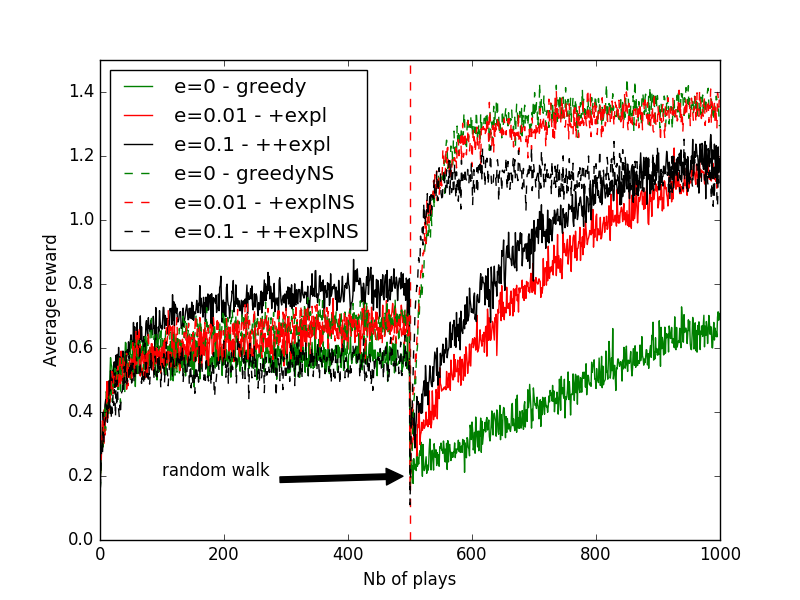 e=0 - greedy
e=0.01 - +expl
e=0.1 - ++expl
e=0 - greedyNS
e=0.01 - +explNS
e=0.1 - ++explNS
1.4
1.2
1.0
0.8
0.6
0.4
0.2
0.0
Average reward
random walk
0
200
400
600
800
1000
Nb of plays